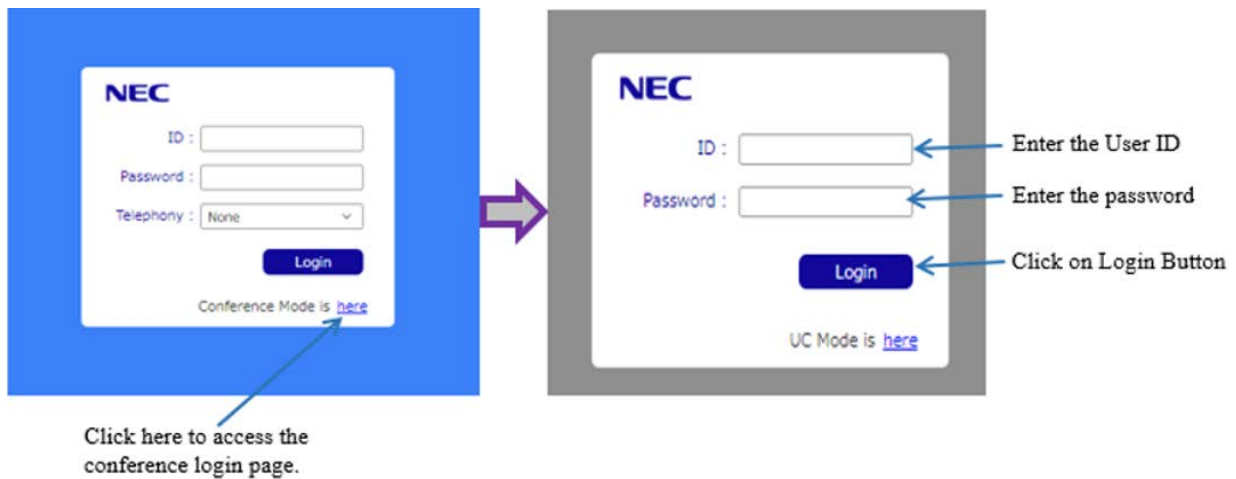 NEC
ID :
Password :
Telephony : None
Login
Conference Mode is here
Click here to access the
conference login page.
NEC
ID :
Enter the User ID
Password :
Enter the password
Login
Click on Login Button
UC Mode is here